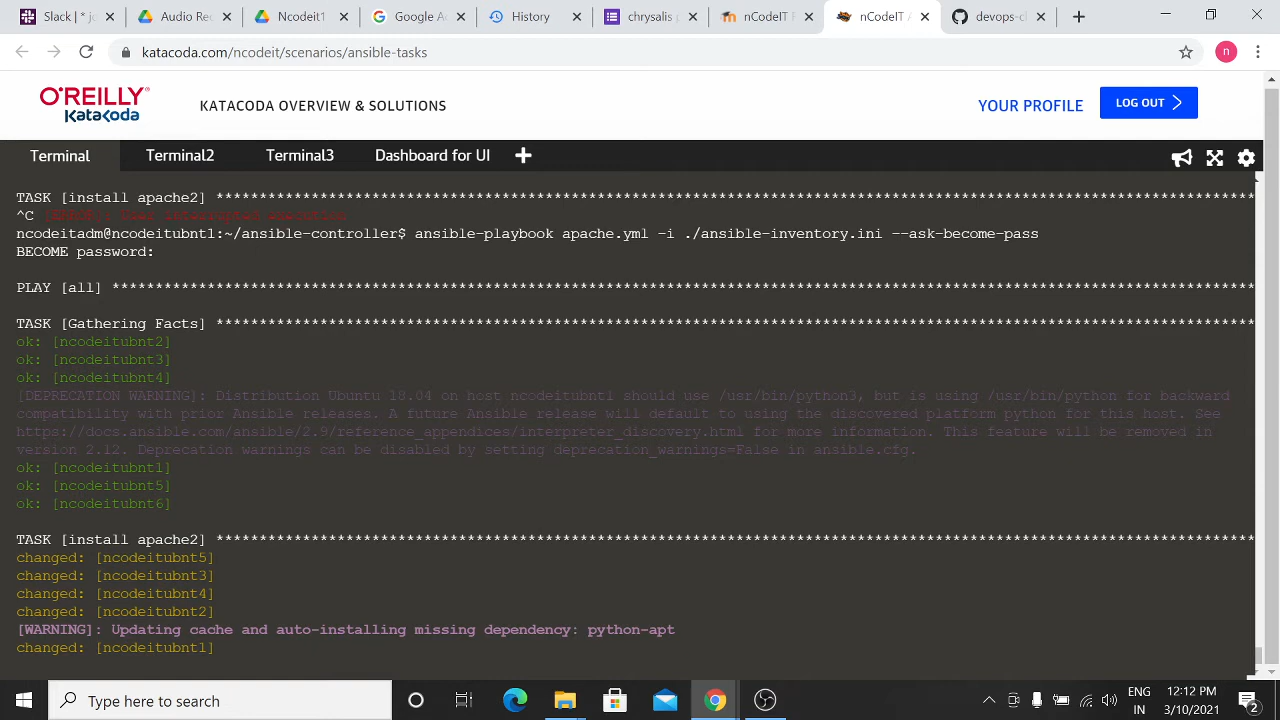 Slack | * jo
Audio Rec
Ncodeit1
Google Ac
History
chrysalis p
nCodeIT F
nCodeIT /
devops-cl
katacoda.com/ncodeit/scenarios/ansible-tasks
n
O'REILLY®
Katacoda
KATACODA OVERVIEW & SOLUTIONS
YOUR PROFILE
LOG OUT
Terminal
Terminal2
Terminal3
Dashboard for UI
TASK [install apache2] ****************************************************************
^C [ERROR]: User interrupted execution
ncodeitadm@ncodeitubnt1:~/ansible-controller$ ansible-playbook apache.yml -i ./ansible-inventory.ini --ask-become-pass
BECOME password:
PLAY [all] ****************************************************************
TASK [Gathering Facts] ****************************************************************
ok: [ncodeitubnt2]
ok: [ncodeitubnt3]
ok: [ncodeitubnt4]
[DEPRECATION WARNING]: Distribution Ubuntu 18.04 on host ncodeitubnt1 should use /usr/bin/python3, but is using /usr/bin/python for backward
compatibility with prior Ansible releases. A future Ansible release will default to using the discovered platform python for this host. See
https://docs.ansible.com/ansible/2.9/reference_appendices/interpreter_discovery.html for more information. This feature will be removed in
version 2.12. Deprecation warnings can be disabled by setting deprecation_warnings=False in ansible.cfg.
ok: [ncodeitubnt1]
ok: [ncodeitubnt5]
ok: [ncodeitubnt6]
TASK [install apache2] ****************************************************************
changed: [ncodeitubnt5]
changed: [ncodeitubnt3]
changed: [ncodeitubnt4]
changed: [ncodeitubnt2]
[WARNING]: Updating cache and auto-installing missing dependency: python-apt
changed: [ncodeitubnt1]
Type here to search
ENG
IN
12:12 PM
3/10/2021
2